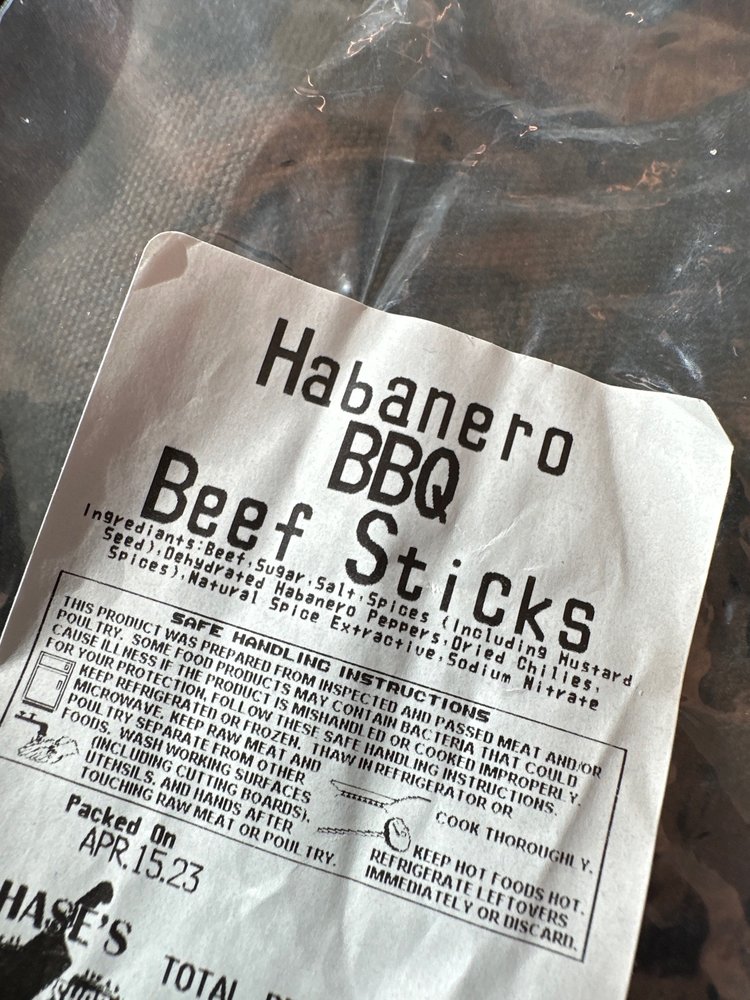 Habanero
BBQ
Beef Sticks
Ingrediants:Beef,Sugar,Salt,Spices (Including Mustard
Seed),Dehydrated Habanero Peppers,Dried Chilies,
Spices),Natural Spice Extractive,Sodium Nitrate
SAFE HANDLING INSTRUCTIONS
THIS PRODUCT WAS PREPARED FROM INSPECTED AND PASSED MEAT AND/OR
POULTRY. SOME FOOD PRODUCTS MAY CONTAIN BACTERIA THAT COULD
CAUSE ILLNESS IF THE PRODUCT IS MISHANDLED OR COOKED IMPROPERLY.
FOR YOUR PROTECTION, FOLLOW THESE SAFE HANDLING INSTRUCTIONS.
KEEP REFRIGERATED OR FROZEN. THAW IN REFRIGERATOR OR
MICROWAVE. KEEP RAW MEAT AND
POULTRY SEPARATE FROM OTHER
FOODS. WASH WORKING SURFACES
(INCLUDING CUTTING BOARDS),
UTENSILS, AND HANDS AFTER
TOUCHING RAW MEAT OR POULTRY.
COOK THOROUGHLY.
KEEP HOT FOODS HOT.
REFRIGERATE LEFTOVERS
IMMEDIATELY OR DISCARD.
Packed On
APR.15.23
HASE'S
TOTAL